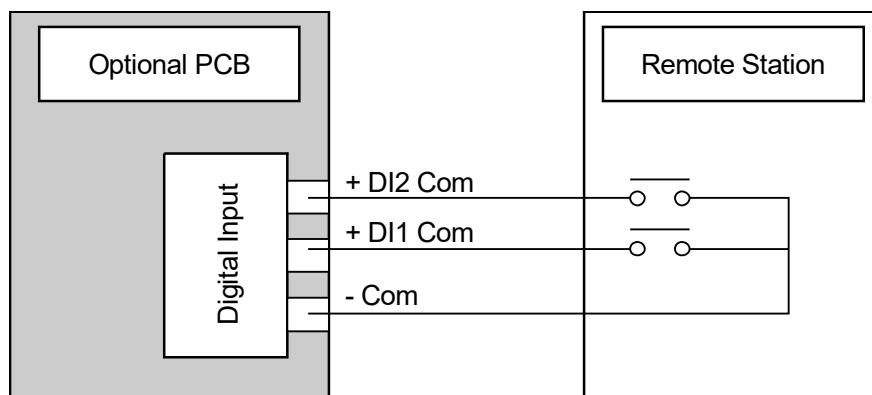 Optional PCB
Remote Station
Digital Input
+ DI2 Com
+ DI1 Com
- Com